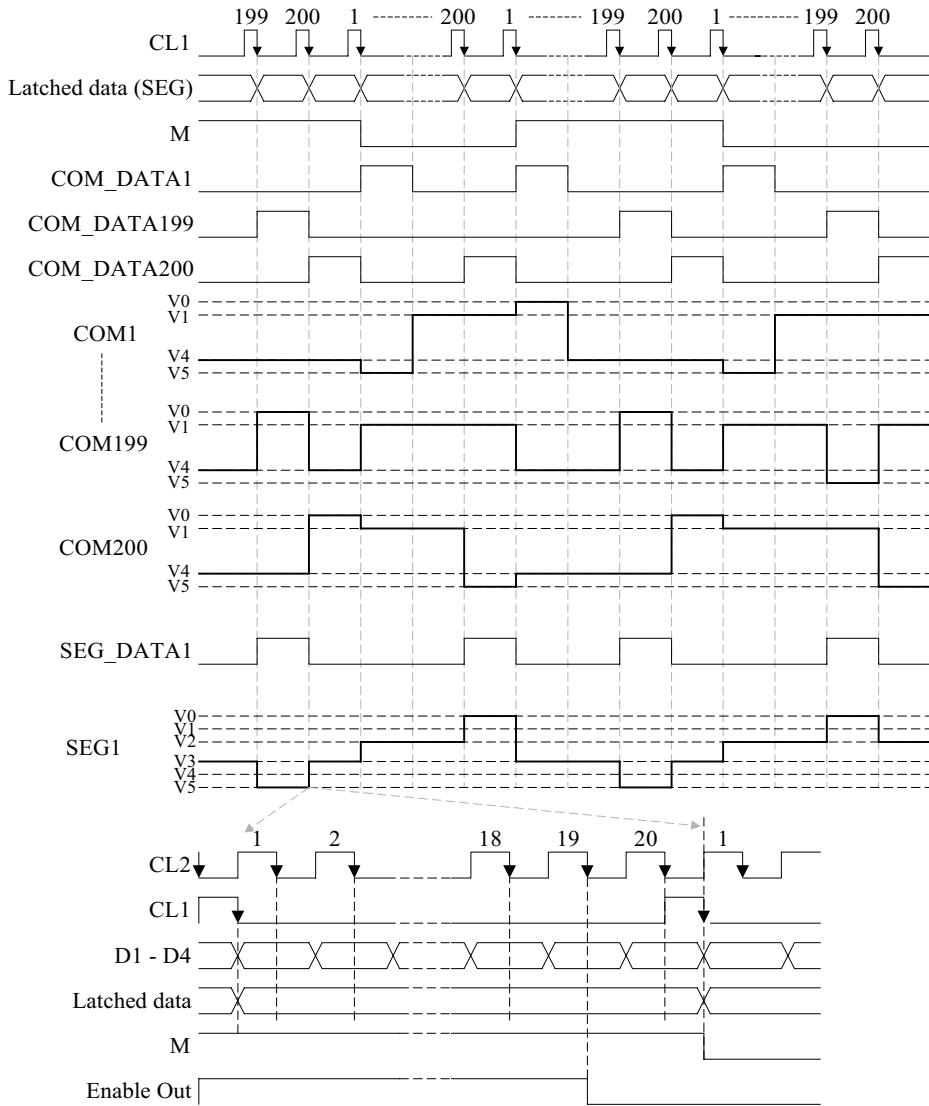 199 200 1 200 1 199 200 1 199 200
CL1
Latched data (SEG)
M
COM_DATA1
COM_DATA199
COM_DATA200
V0
V1
COM1
V4
V5
V0
V1
COM199
V4
V5
V0
V1
COM200
V4
V5
SEG_DATA1
V0
V1
V2
SEG1
V3
V4
V5
1 2 18 19 20 1
CL2
CL1
D1 - D4
Latched data
M
Enable Out